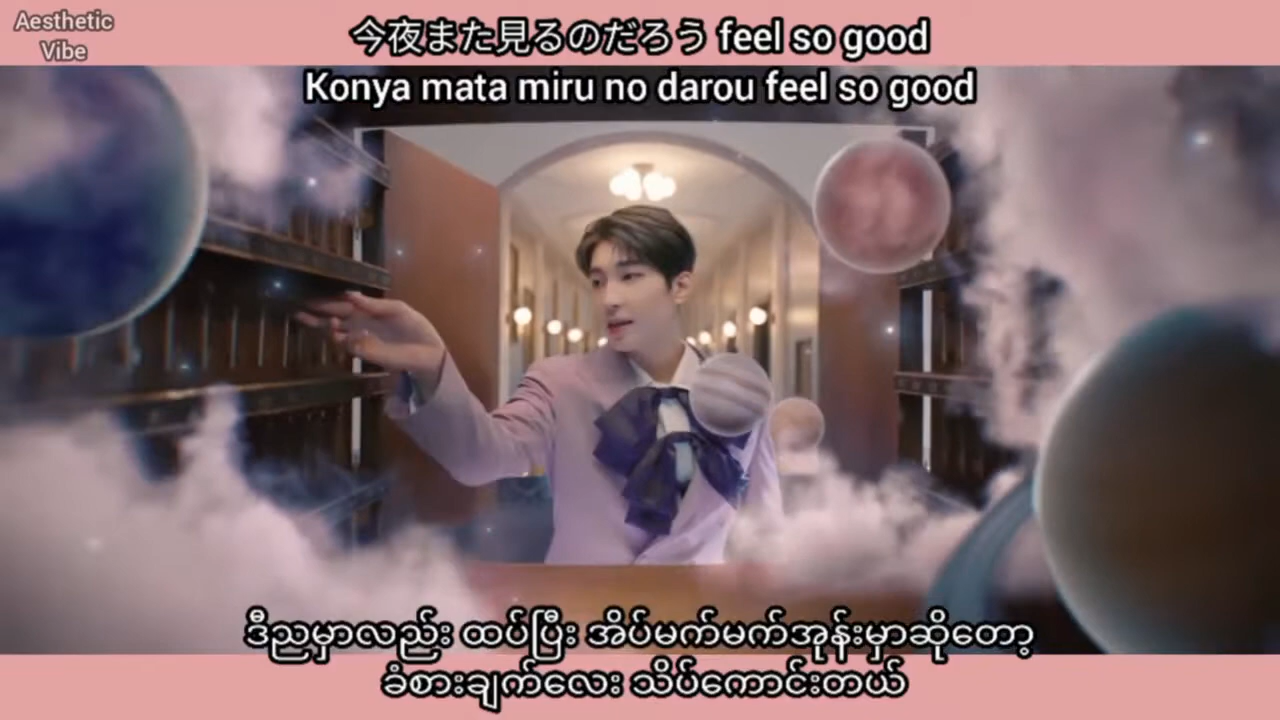 Aesthetic
Vibe
今夜また見るのだろう feel so good
Konya mata miru no darou feel so good
ဒီညမှာလည်း ထပ်ပြီး အိပ်မက်မက်အုန်းမှာဆိုတော့
ခံစားချက်လေး သိပ်ကောင်းတယ်